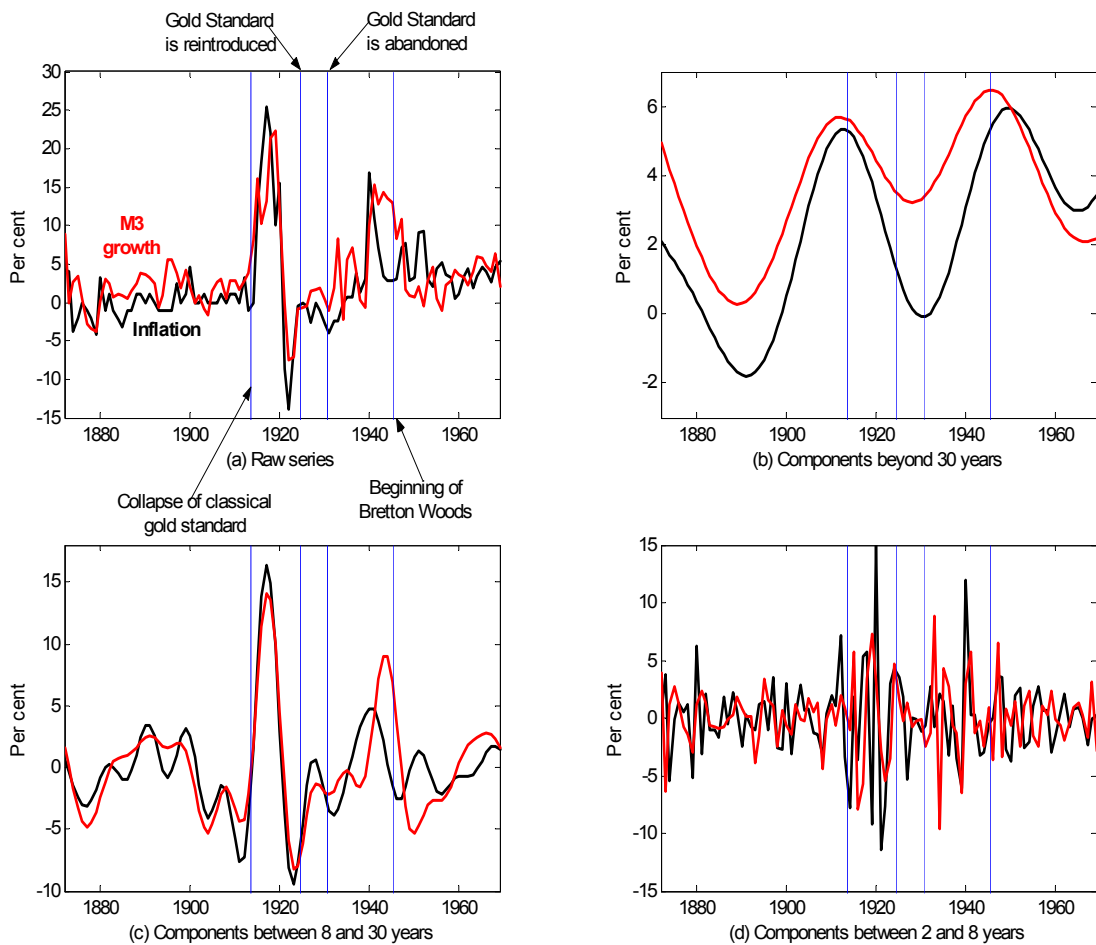 Gold Standard
is reintroduced
Gold Standard
is abandoned
30
25
20
15
10
5
0
-5
-10
-15
Per cent
M3
growth
Inflation
1880 1900 1920 1940 1960
(a) Raw series
6
4
2
0
-2
Per cent
1880 1900 1920 1940 1960
(b) Components beyond 30 years
Collapse of classical
gold standard
Beginning of
Bretton Woods
15
10
5
0
-5
-10
Per cent
1880 1900 1920 1940 1960
(c) Components between 8 and 30 years
15
10
5
0
-5
-10
-15
Per cent
1880 1900 1920 1940 1960
(d) Components between 2 and 8 years